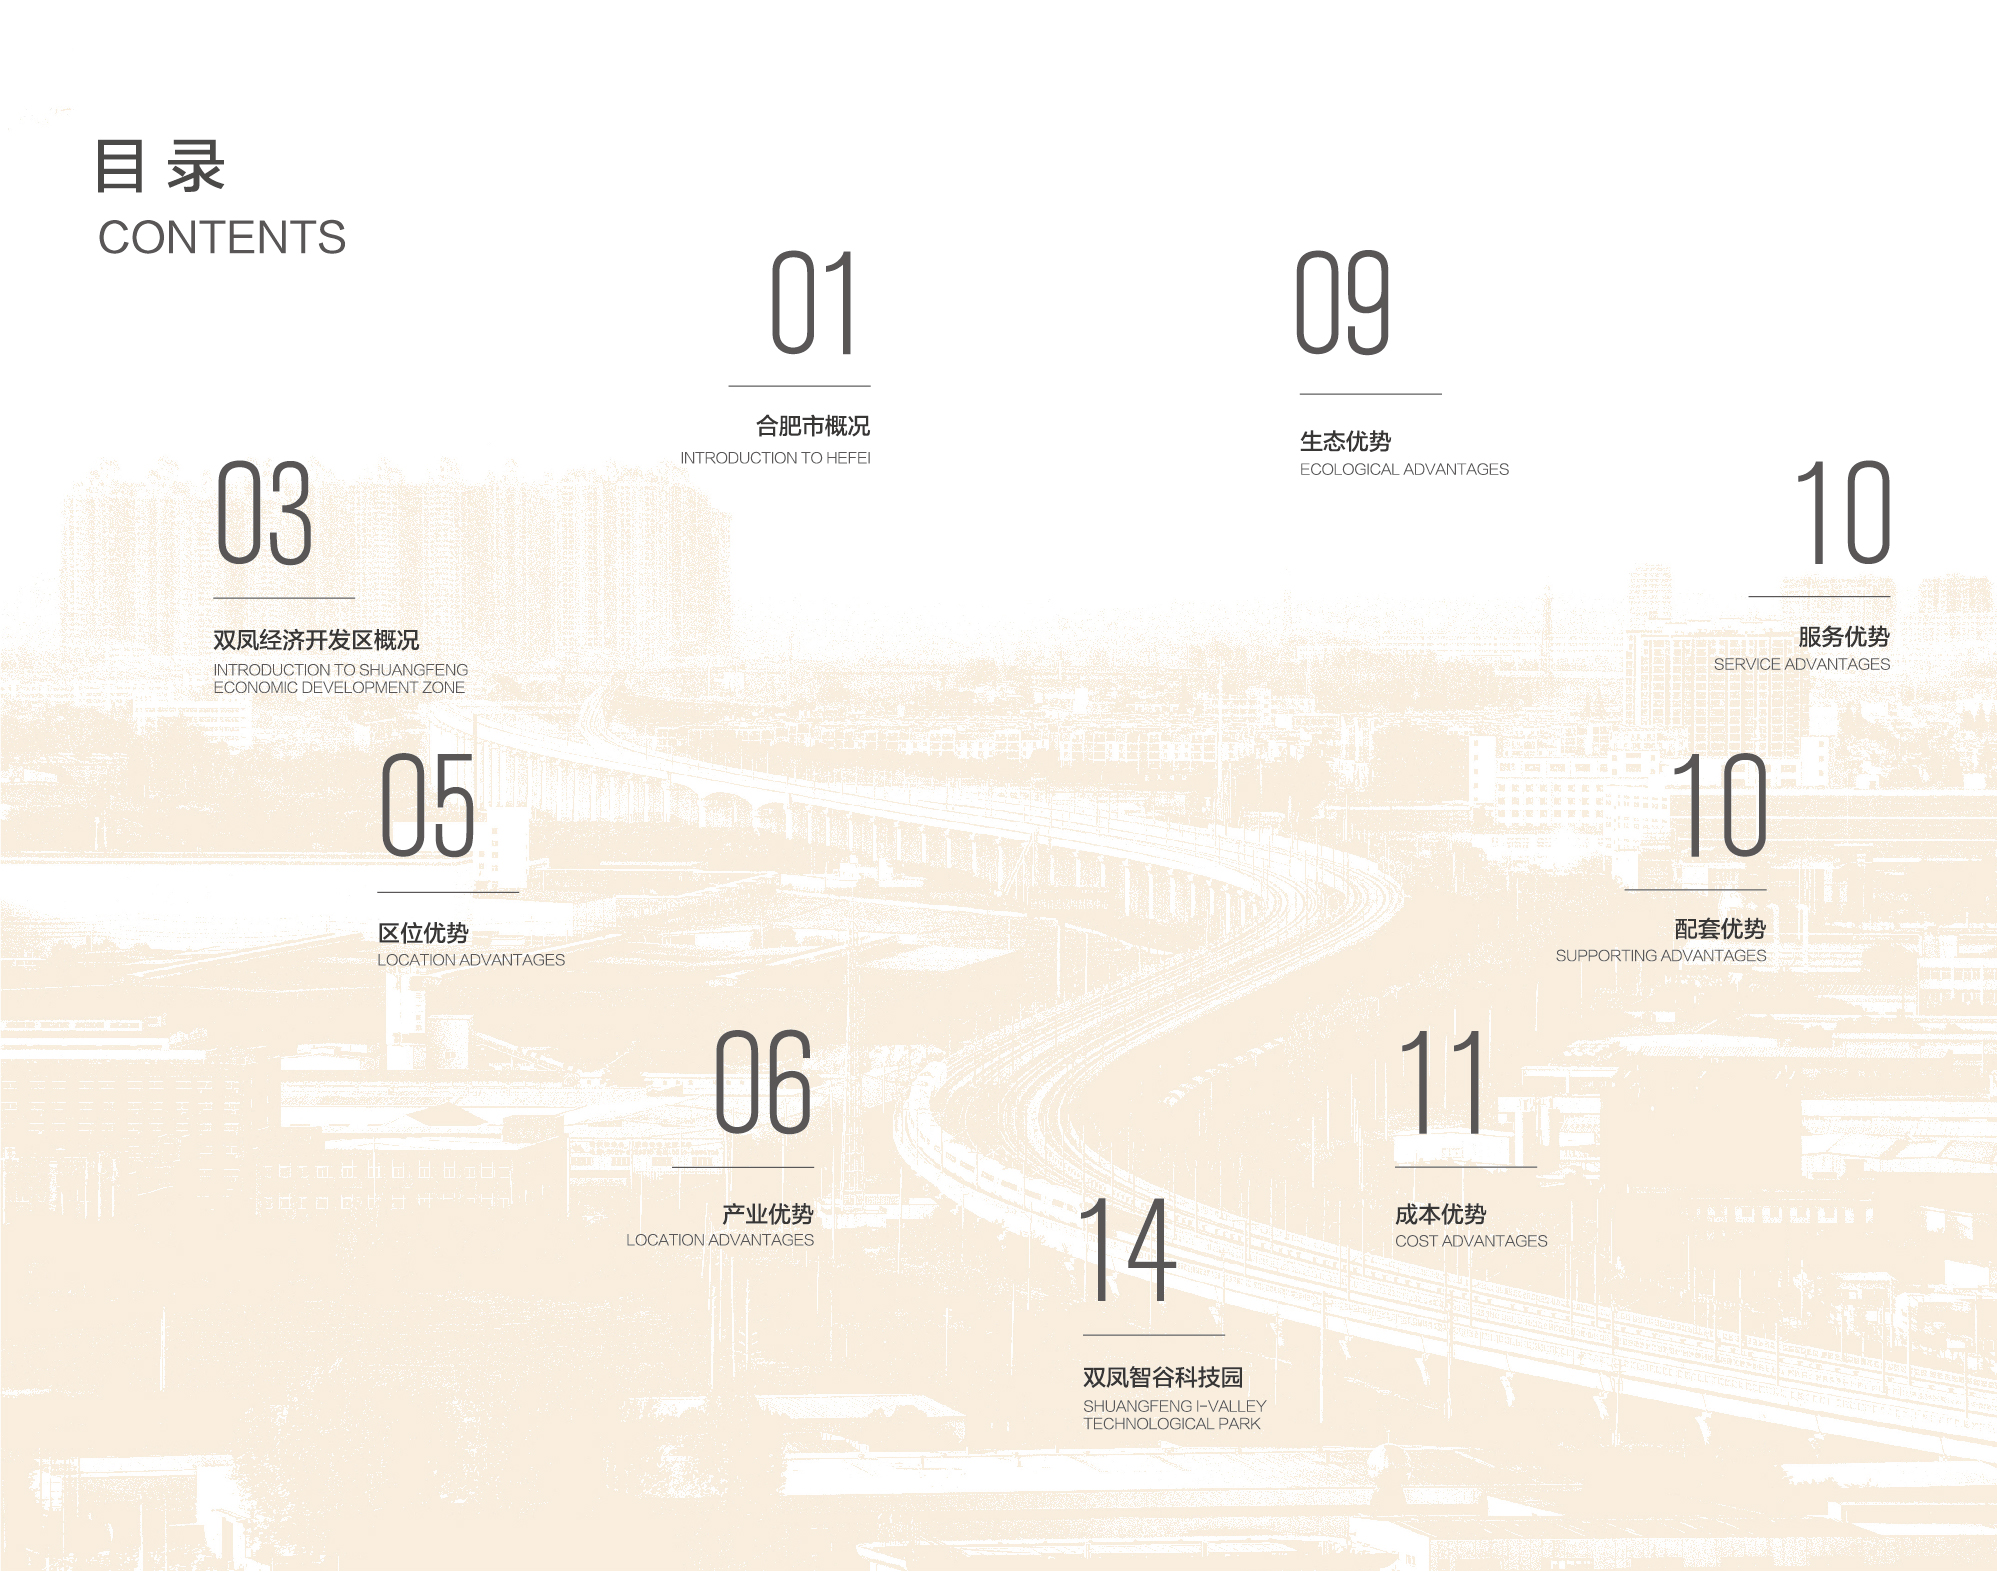 目录
CONTENTS
01
合肥市概况
INTRODUCTION TO HEFEI
03
双凤经济开发区概况
INTRODUCTION TO SHUANGFENG
ECONOMIC DEVELOPMENT ZONE
05
区位优势
LOCATION ADVANTAGES
06
产业优势
LOCATION ADVANTAGES
09
生态优势
ECOLOGICAL ADVANTAGES
10
服务优势
SERVICE ADVANTAGES
10
配套优势
SUPPORTING ADVANTAGES
11
成本优势
COST ADVANTAGES
14
双凤智谷科技园
SHUANGFENG I-VALLEY
TECHNOLOGICAL PARK